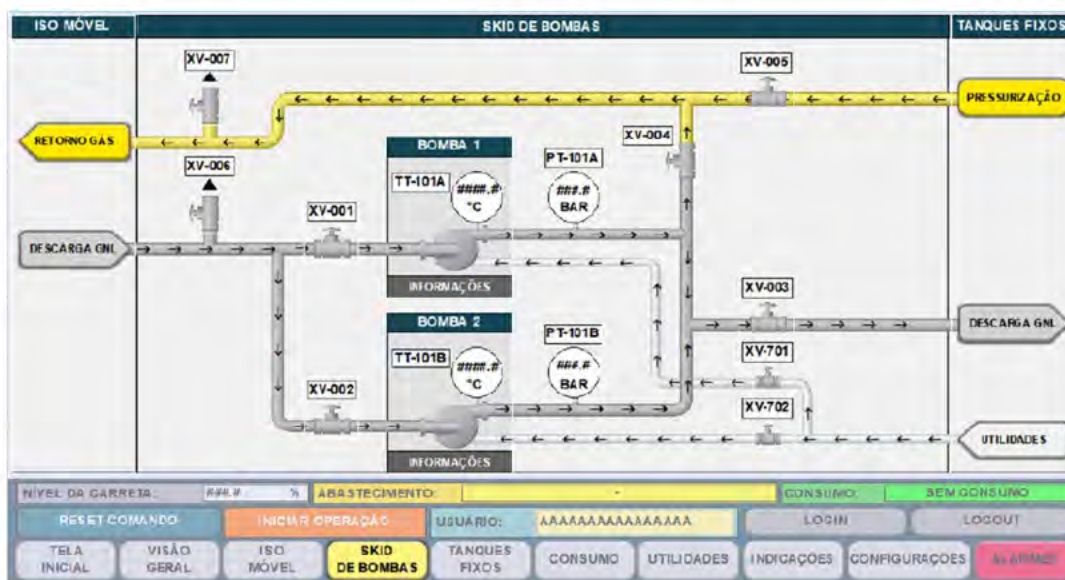 ISO MÓVEL
SKID DE BOMBAS
TANQUES FIXOS
XV-007
XV-005
PRESSURIZAÇÃO
RETORNO GÁS
XV-004
BOMBA 1
PT-101A
XV-006
TT-101A
####.#
°C
###.#
BAR
XV-001
DESCARGA GNL
INFORMAÇÕES
XV-003
BOMBA 2
PT-101B
DESCARGA GNL
TT-101B
####.#
°C
###.#
BAR
XV-701
XV-002
XV-702
UTILIDADES
INFORMAÇÕES
NÍVEL DA CARRETA: ###.# % ABASTECIMENTO: - CONSUMO: SEM CONSUMO
RESET COMANDO INICIAR OPERAÇÃO USUÁRIO: AAAAAAAAAAAAAAAA LOGIN LOGOUT
TELA INICIAL
VISÃO GERAL
ISO MÓVEL
SKID DE BOMBAS
TANQUES FIXOS
CONSUMO
UTILIDADES
INDICAÇÕES
CONFIGURAÇÕES
ALARMES